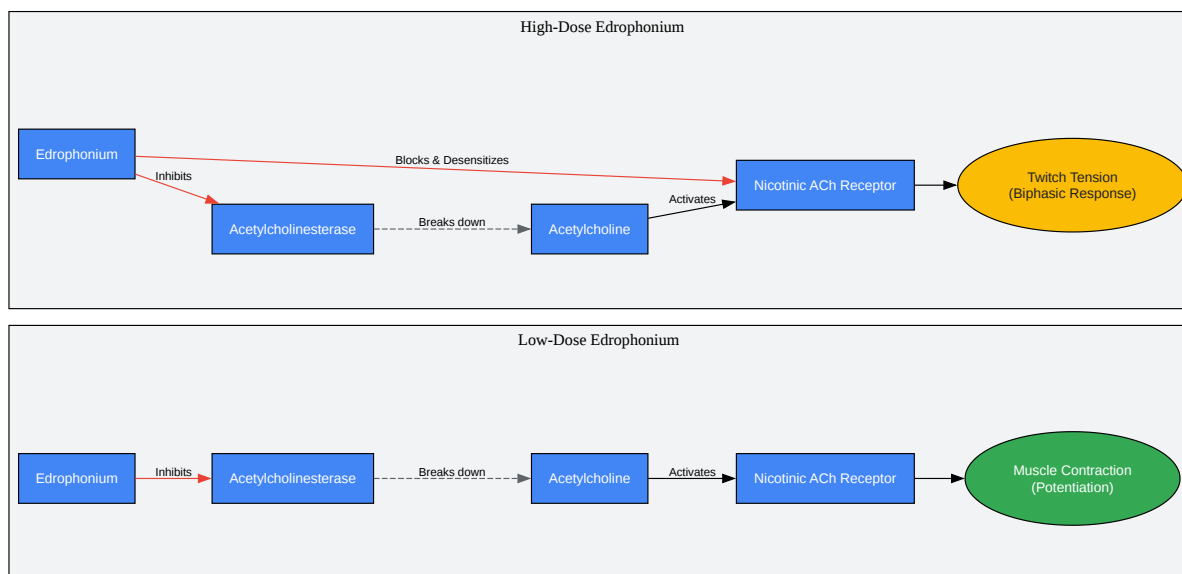 High-Dose Edrophonium
Edrophonium
Blocks & Desensitizes
Inhibits
Nicotinic ACh Receptor
Twitch Tension
(Biphasic Response)
Activates
Acetylcholinesterase
Breaks down
Acetylcholine
Low-Dose Edrophonium
Edrophonium
Inhibits
Acetylcholinesterase
Breaks down
Acetylcholine
Activates
Nicotinic ACh Receptor
Muscle Contraction
(Potentiation)